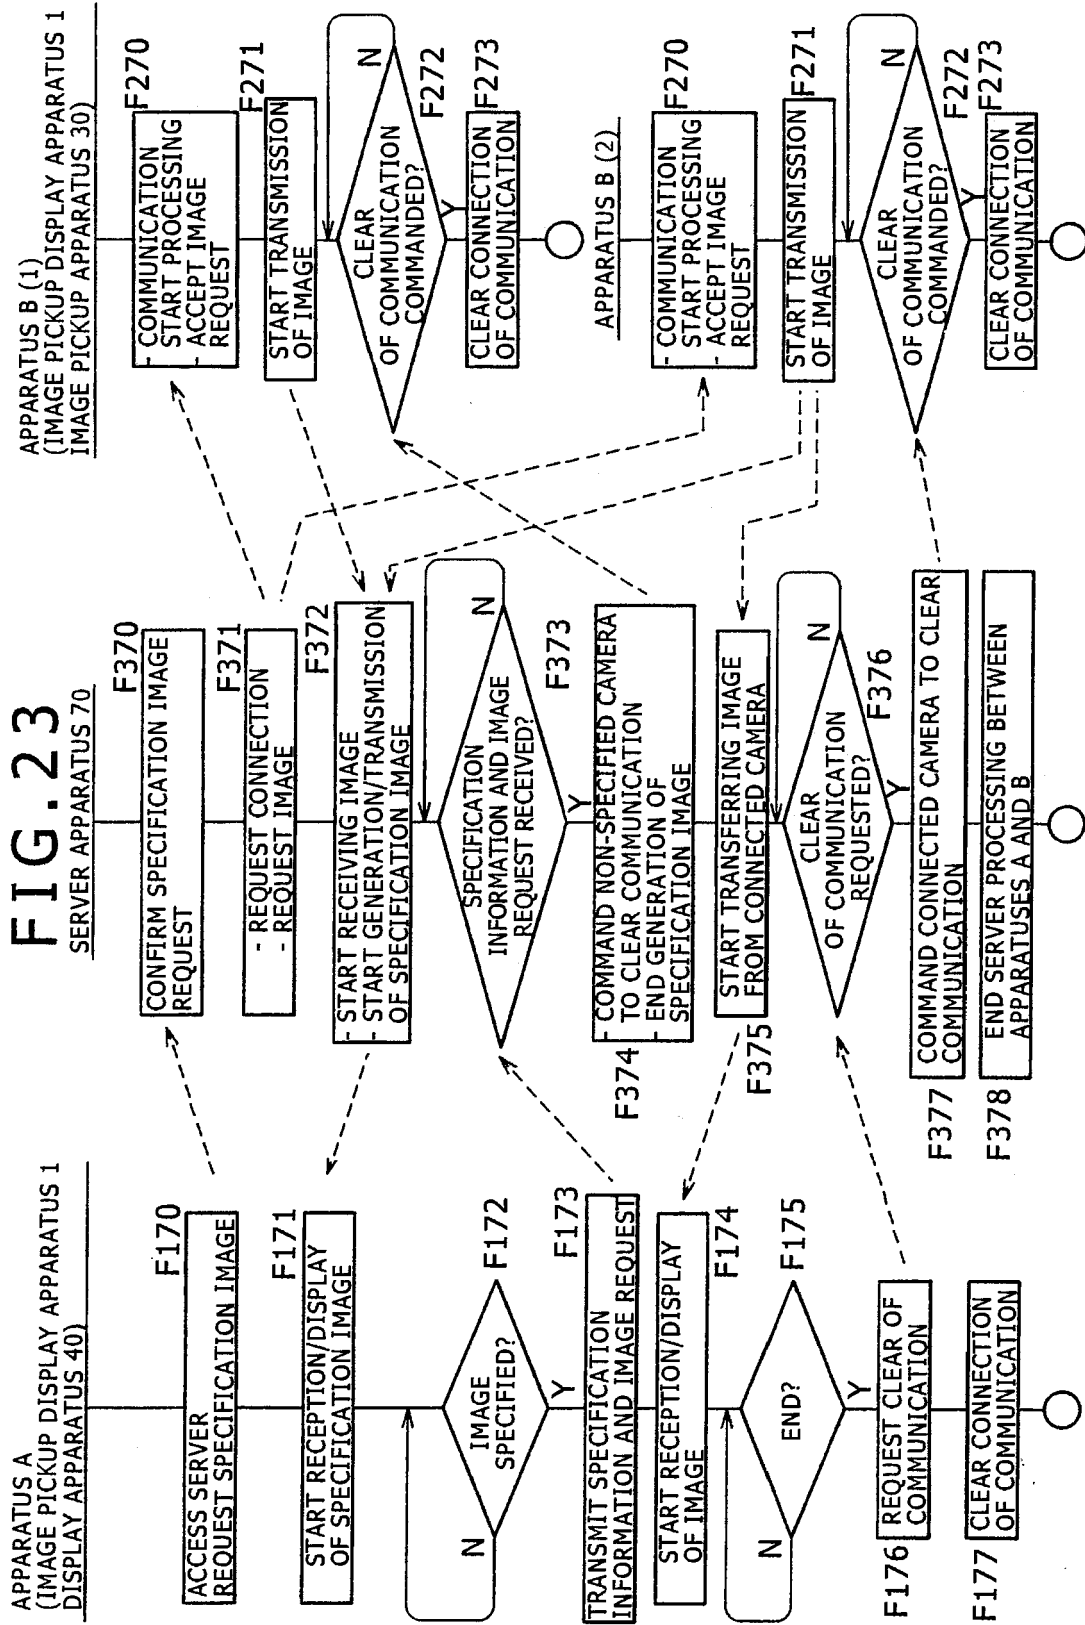 FIG.23
APPARATUS A
(IMAGE PICKUP DISPLAY APPARATUS 1
DISPLAY APPARATUS 40)
F170
ACCESS SERVER
REQUEST SPECIFICATION IMAGE
F171
START RECEPTION/DISPLAY
OF SPECIFICATION IMAGE
IMAGE
SPECIFIED?
F172
N
Y
F173
TRANSMIT SPECIFICATION
INFORMATION AND IMAGE REQUEST
START RECEPTION/DISPLAY
OF IMAGE
F174
END?
F175
N
Y
F176
REQUEST CLEAR OF
COMMUNICATION
F177
CLEAR CONNECTION
OF COMMUNICATION
SERVER APPARATUS 70
F370
CONFIRM SPECIFICATION IMAGE
REQUEST
F371
- REQUEST CONNECTION
- REQUEST IMAGE
F372
- START RECEIVING IMAGE
- START GENERATION/TRANSMISSION
OF SPECIFICATION IMAGE
N
SPECIFICATION
INFORMATION AND IMAGE
REQUEST RECEIVED?
F373
Y
F374
- COMMAND NON-SPECIFIED CAMERA
TO CLEAR COMMUNICATION
- END GENERATION OF
SPECIFICATION IMAGE
F375
START TRANSFERRING IMAGE
FROM CONNECTED CAMERA
N
CLEAR
OF COMMUNICATION
REQUESTED?
F376
Y
F377
COMMAND CONNECTED CAMERA TO CLEAR
COMMUNICATION
F378
END SERVER PROCESSING BETWEEN
APPARATUSES A AND B
APPARATUS B (1)
(IMAGE PICKUP DISPLAY APPARATUS 1
IMAGE PICKUP APPARATUS 30)
F270
- COMMUNICATION
START PROCESSING
- ACCEPT IMAGE
REQUEST
F271
START TRANSMISSION
OF IMAGE
N
CLEAR
OF COMMUNICATION
COMMANDED?
F272
Y
F273
CLEAR CONNECTION
OF COMMUNICATION
APPARATUS B (2)
F270
- COMMUNICATION
START PROCESSING
- ACCEPT IMAGE
REQUEST
F271
START TRANSMISSION
OF IMAGE
N
CLEAR
OF COMMUNICATION
COMMANDED?
F272
Y
F273
CLEAR CONNECTION
OF COMMUNICATION